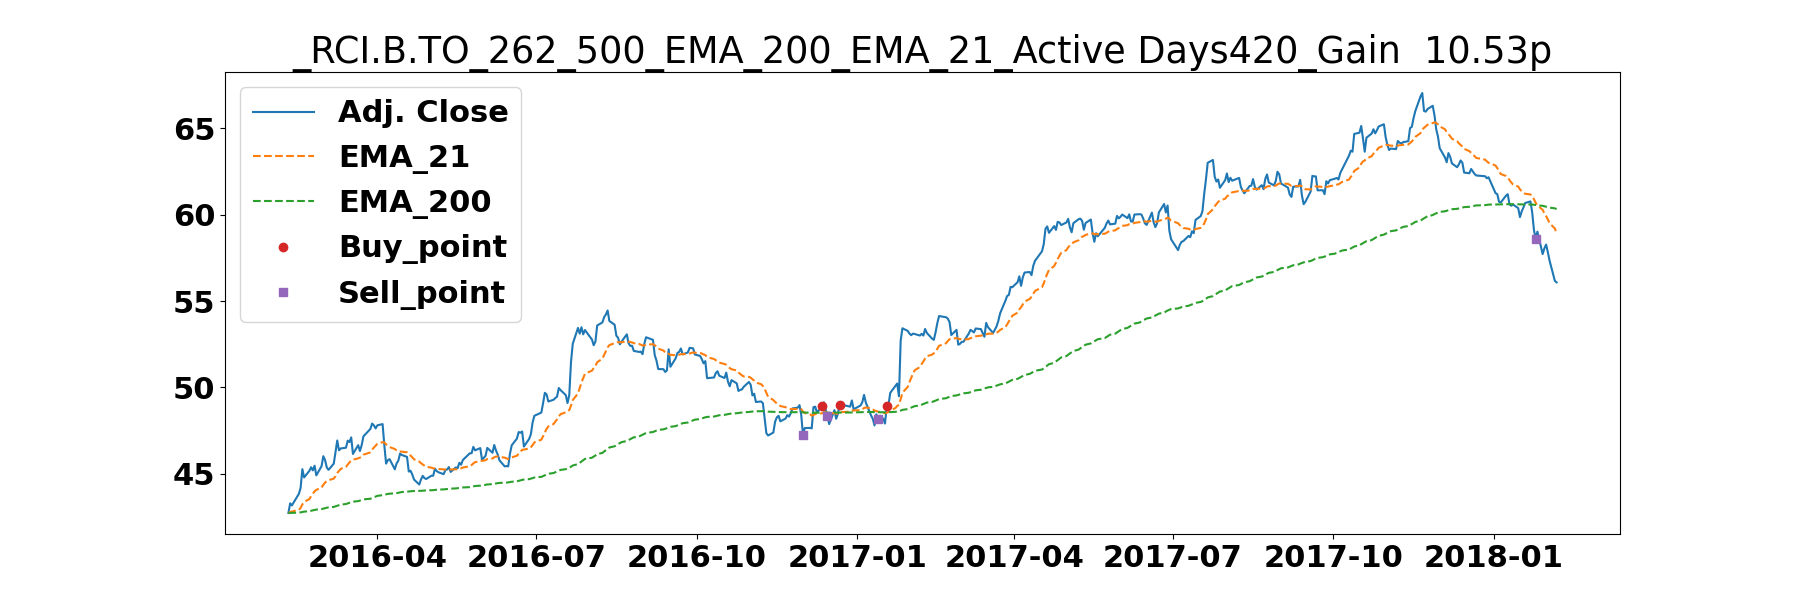 _RCI.B.TO_262_500_EMA_200_EMA_21_Active Days420_Gain  10.53p
Adj. Close
EMA_21
EMA_200
Buy_point
Sell_point
65
60
55
50
45
2016-04 2016-07 2016-10 2017-01 2017-04 2017-07 2017-10 2018-01